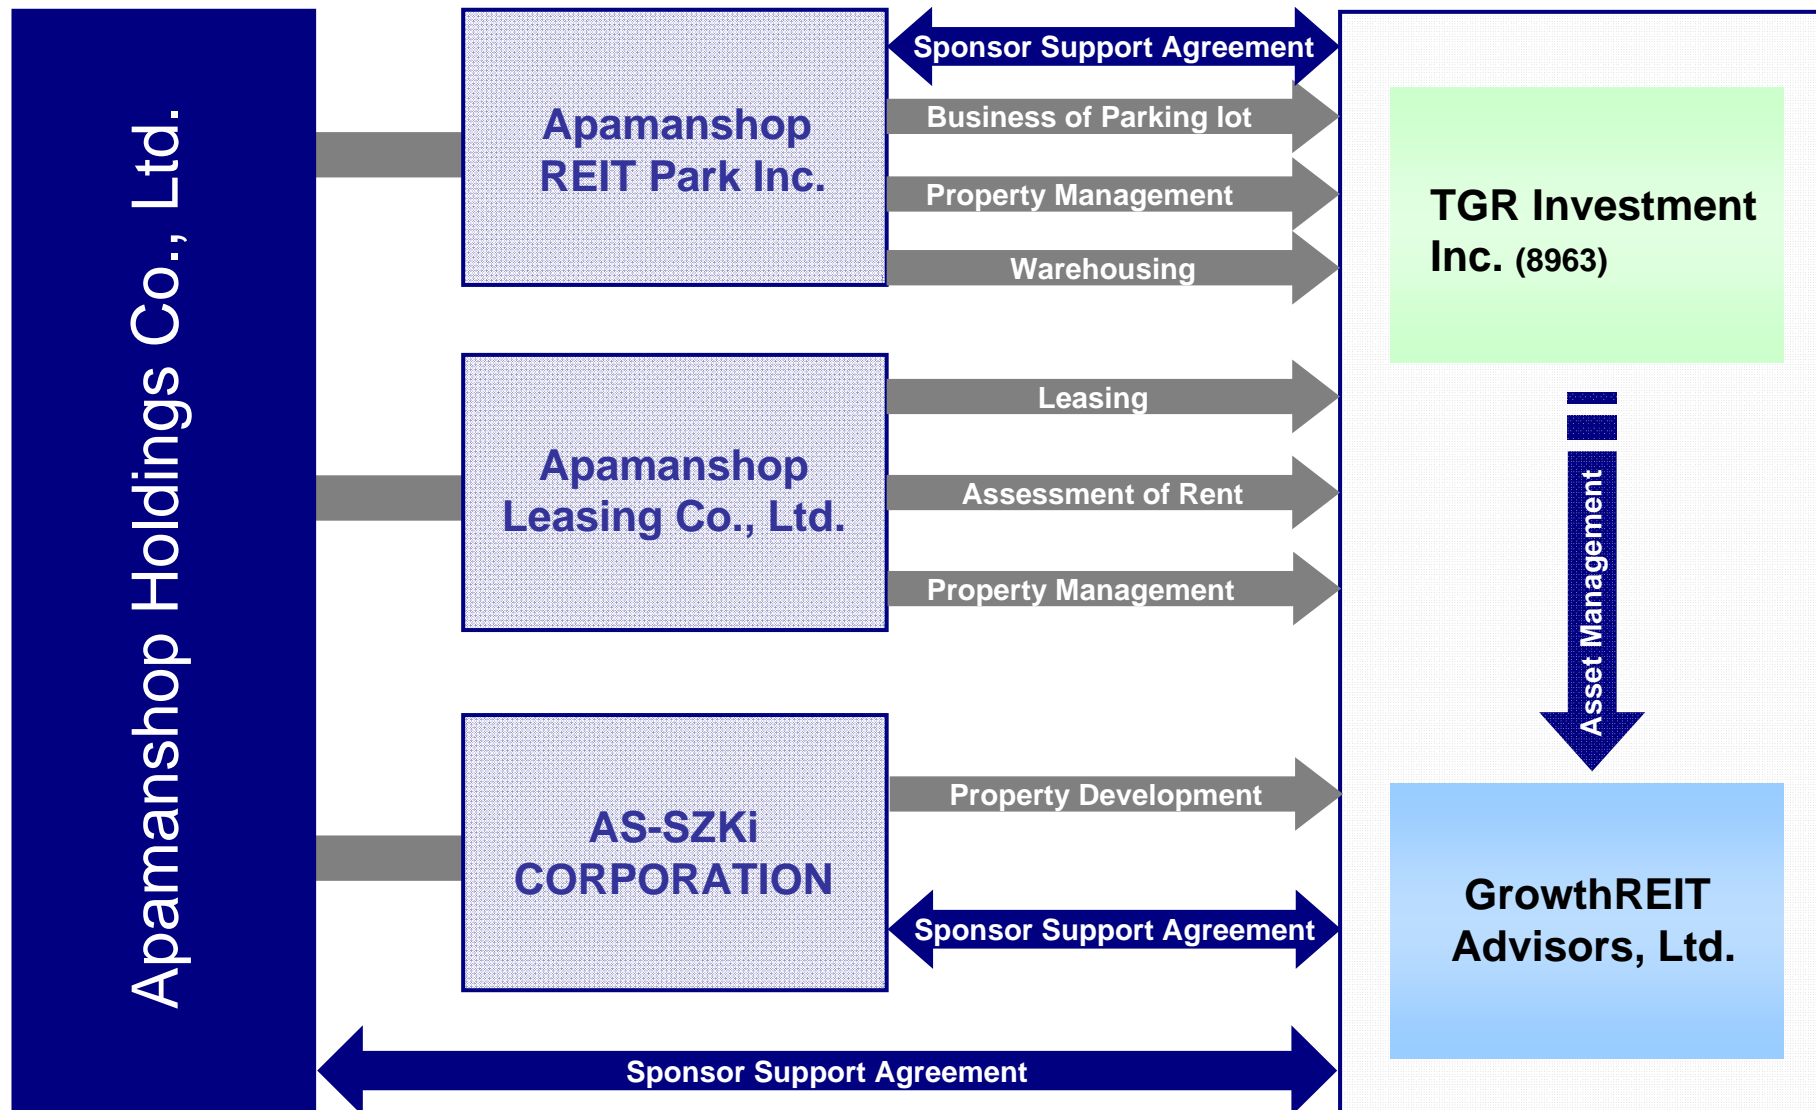 Apamanshop Holdings Co., Ltd.
Apamanshop
REIT Park Inc.
Sponsor Support Agreement
Business of Parking lot
Property Management
Warehousing
Apamanshop
Leasing Co., Ltd.
Leasing
Assessment of Rent
Property Management
AS-SZKi
CORPORATION
Property Development
Sponsor Support Agreement
Sponsor Support Agreement
TGR Investment
Inc. (8963)
Asset Management
GrowthREIT
Advisors, Ltd.